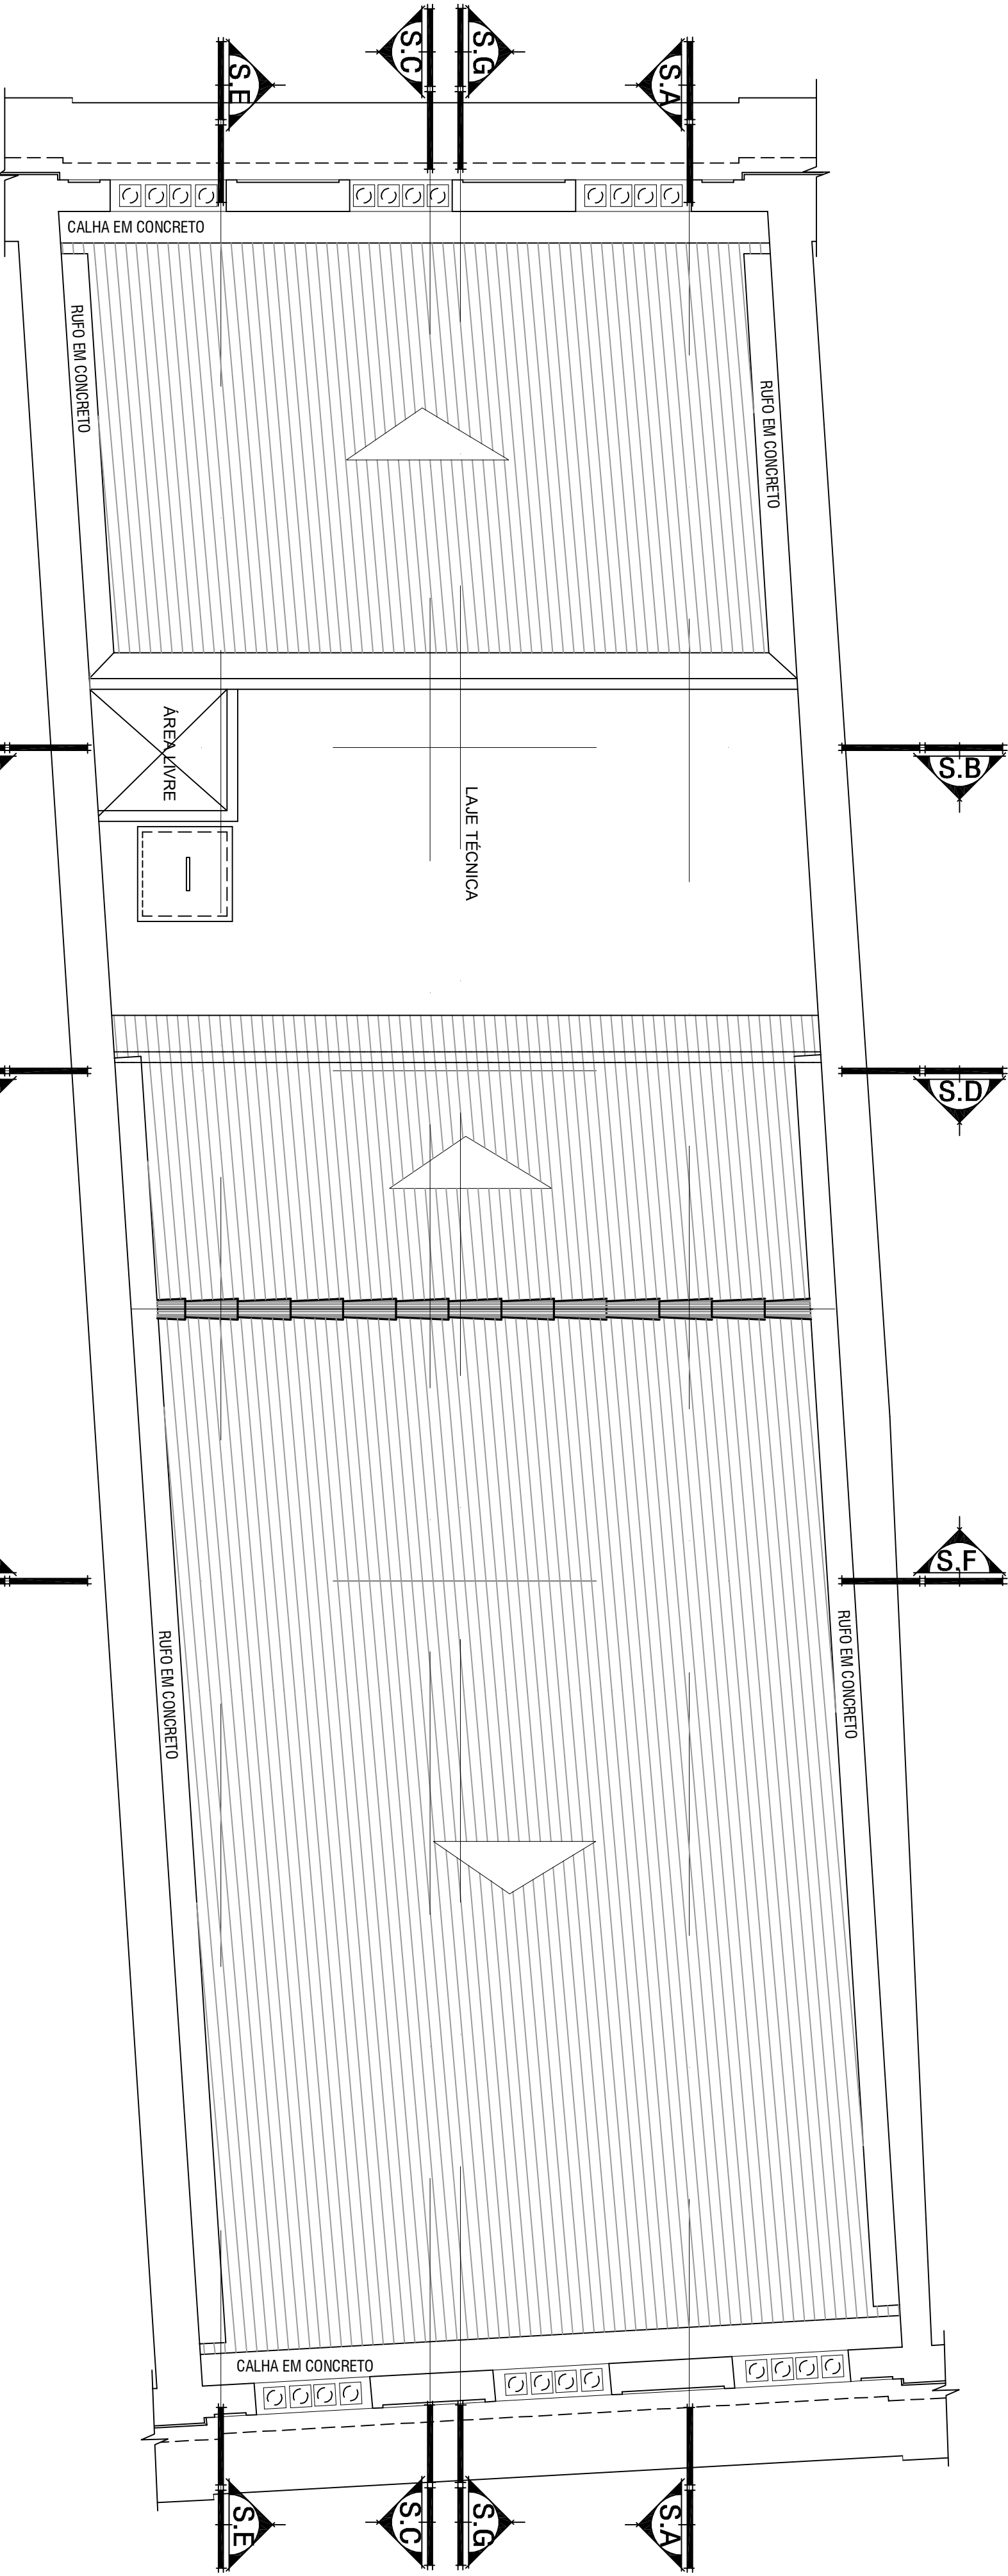 S.E
S.C
S.G
S.A
CALHA EM CONCRETO
RUFO EM CONCRETO
RUFO EM CONCRETO
ÁREA LIVRE
LAJE TÉCNICA
S.B
S.D
S.F
RUFO EM CONCRETO
RUFO EM CONCRETO
CALHA EM CONCRETO
S.E
S.C
S.G
S.A